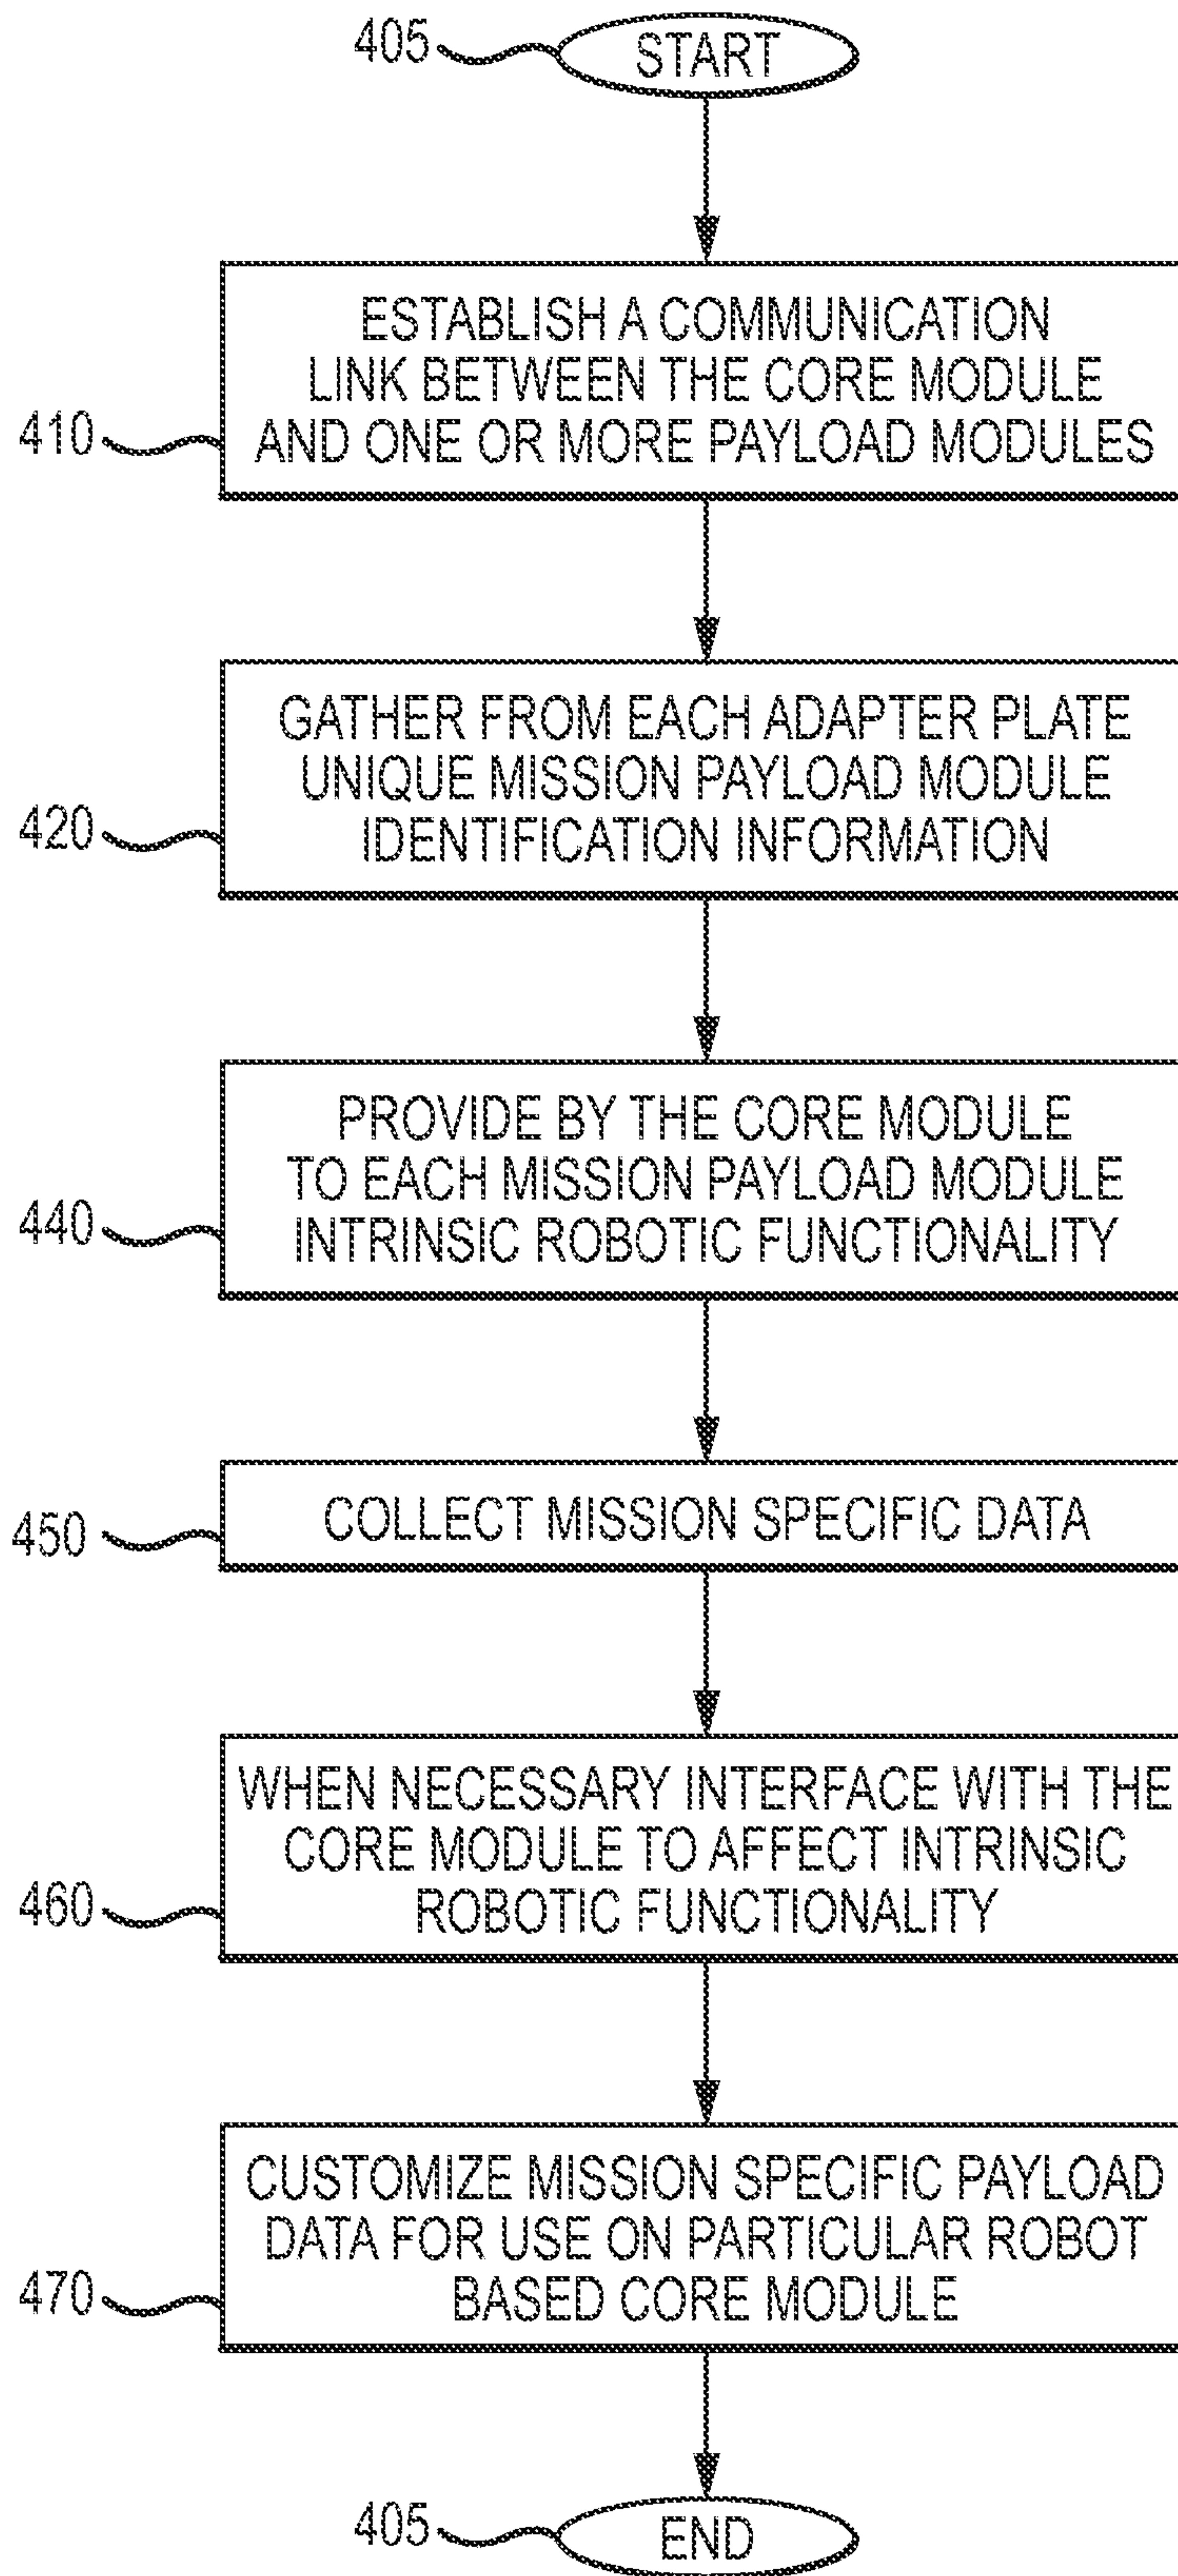 405
START
ESTABLISH A COMMUNICATION
LINK BETWEEN THE CORE MODULE
410
AND ONE OR MORE PAYLOAD MODULES
GATHER FROM EACH ADAPTER PLATE
UNIQUE MISSION PAYLOAD MODULE
420
IDENTIFICATION INFORMATION
PROVIDE BY THE CORE MODULE
TO EACH MISSION PAYLOAD MODULE
440
INTRINSIC ROBOTIC FUNCTIONALITY
450
COLLECT MISSION SPECIFIC DATA
WHEN NECESSARY INTERFACE WITH THE
CORE MODULE TO AFFECT INTRINSIC
460
ROBOTIC FUNCTIONALITY
CUSTOMIZE MISSION SPECIFIC PAYLOAD
DATA FOR USE ON PARTICULAR ROBOT
470
BASED CORE MODULE
405
END